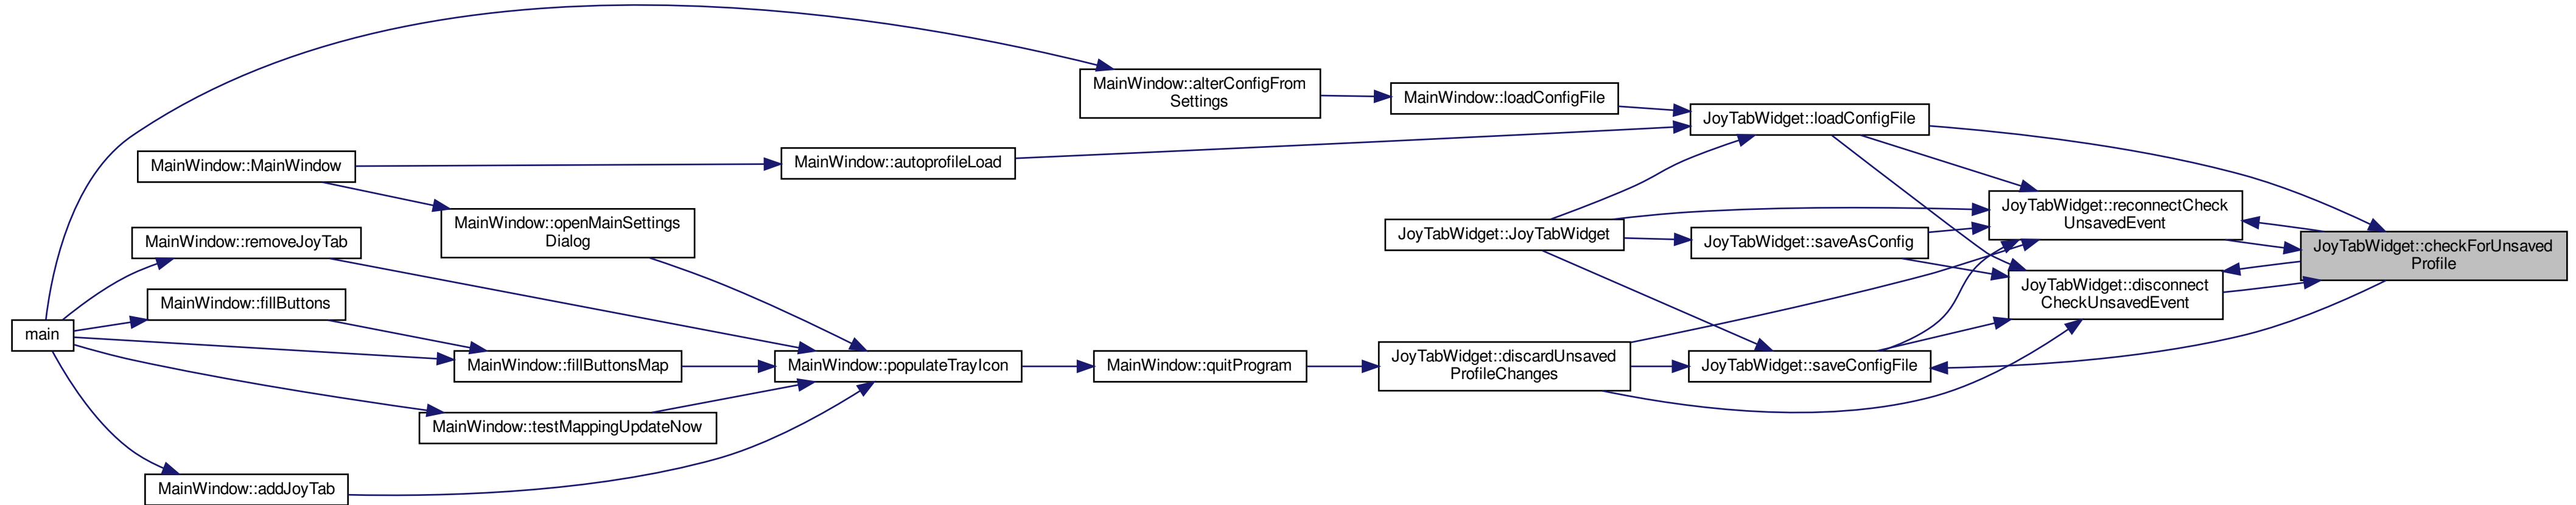 MainWindow::alterConfigFrom
Settings
MainWindow::loadConfigFile
JoyTabWidget::loadConfigFile
MainWindow::MainWindow
MainWindow::autoprofileLoad
JoyTabWidget::reconnectCheck
UnsavedEvent
MainWindow::openMainSettings
Dialog
MainWindow::removeJoyTab
JoyTabWidget::JoyTabWidget
JoyTabWidget::saveAsConfig
JoyTabWidget::checkForUnsaved
Profile
JoyTabWidget::disconnect
CheckUnsavedEvent
MainWindow::fillButtons
main
MainWindow::fillButtonsMap
MainWindow::populateTrayIcon
MainWindow::quitProgram
JoyTabWidget::discardUnsaved
ProfileChanges
JoyTabWidget::saveConfigFile
MainWindow::testMappingUpdateNow
MainWindow::addJoyTab